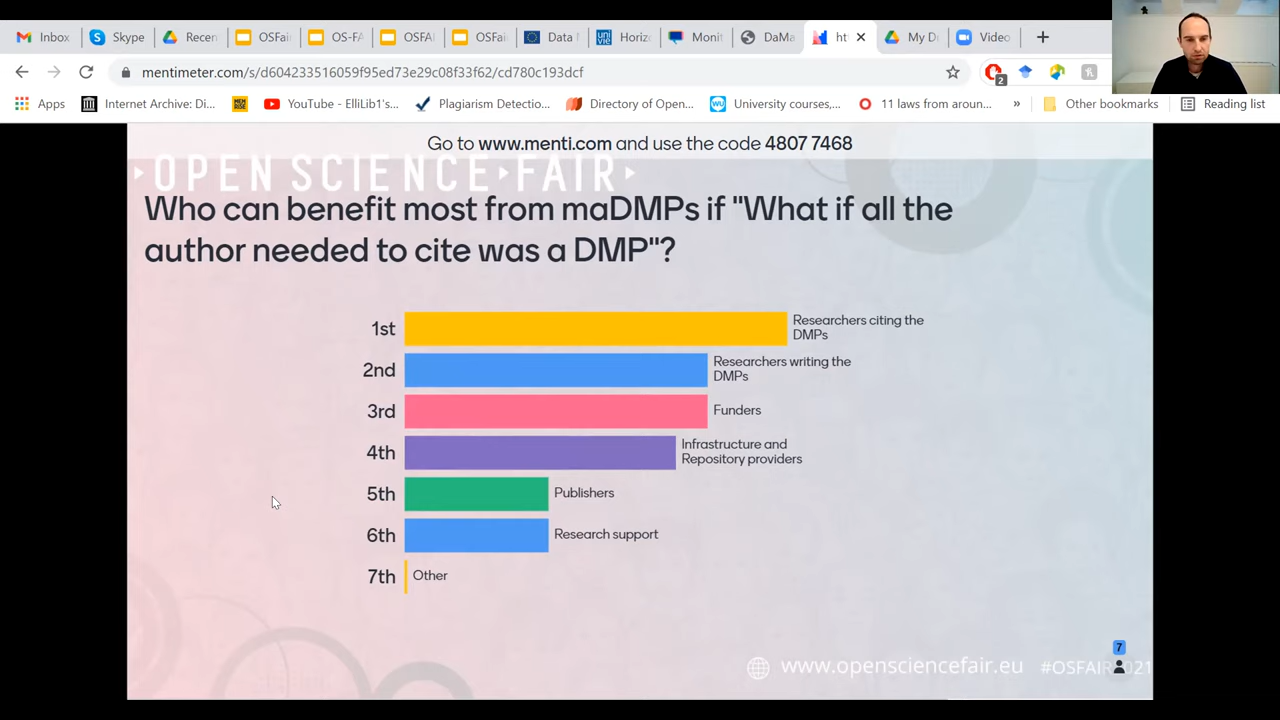 Inbox
Skype
Recen
OSFair
OS-FA
OSFAI
OSFai
Data
Horiz
Monit
DaMa
ht
My D
Video
mentimeter.com/s/d604233516059f95ed73e29c08f33f62/cd780c193dcf
2
Apps
Internet Archive: Di...
YouTube - ElliLib1's...
Plagiarism Detectio...
Directory of Open...
University courses,...
11 laws from aroun...
»
Other bookmarks
Reading list
Go to www.menti.com and use the code 4807 7468
OPEN SCIENCE FAIR
Who can benefit most from maDMPs if "What if all the
author needed to cite was a DMP"?
1st
Researchers citing the
DMPs
2nd
Researchers writing the
DMPs
3rd
Funders
4th
Infrastructure and
Repository providers
5th
Publishers
6th
Research support
7th
Other
7
www.opensciencefair.eu #OSFAIR2021